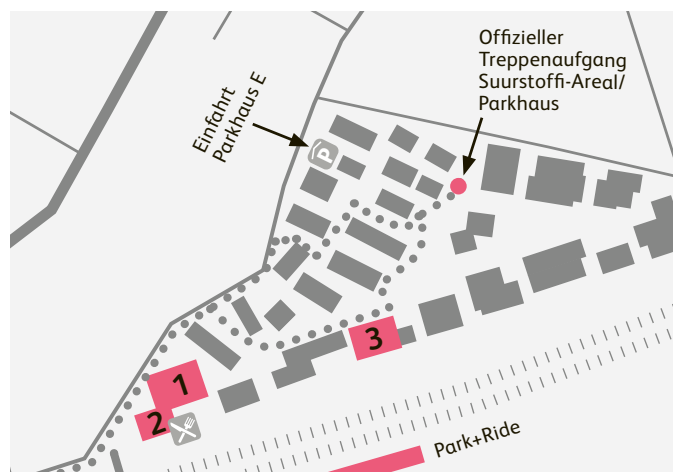 Offizieller
Treppenaufgang
Suurstoffi-Areal/
Parkhaus
Einfahrt
Parkhaus E
P
3
1
2
Park+Ride